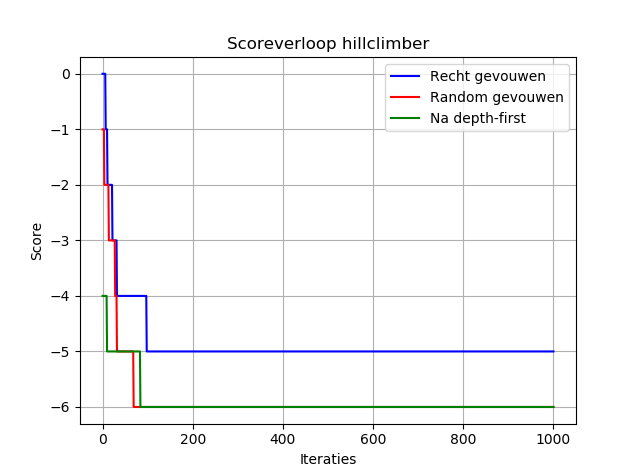 Scoreverloop hillclimber
Recht gevouwen
Random gevouwen
Na depth-first
Score
0
−1
−2
−3
−4
−5
−6
0 200 400 600 800 1000
Iteraties